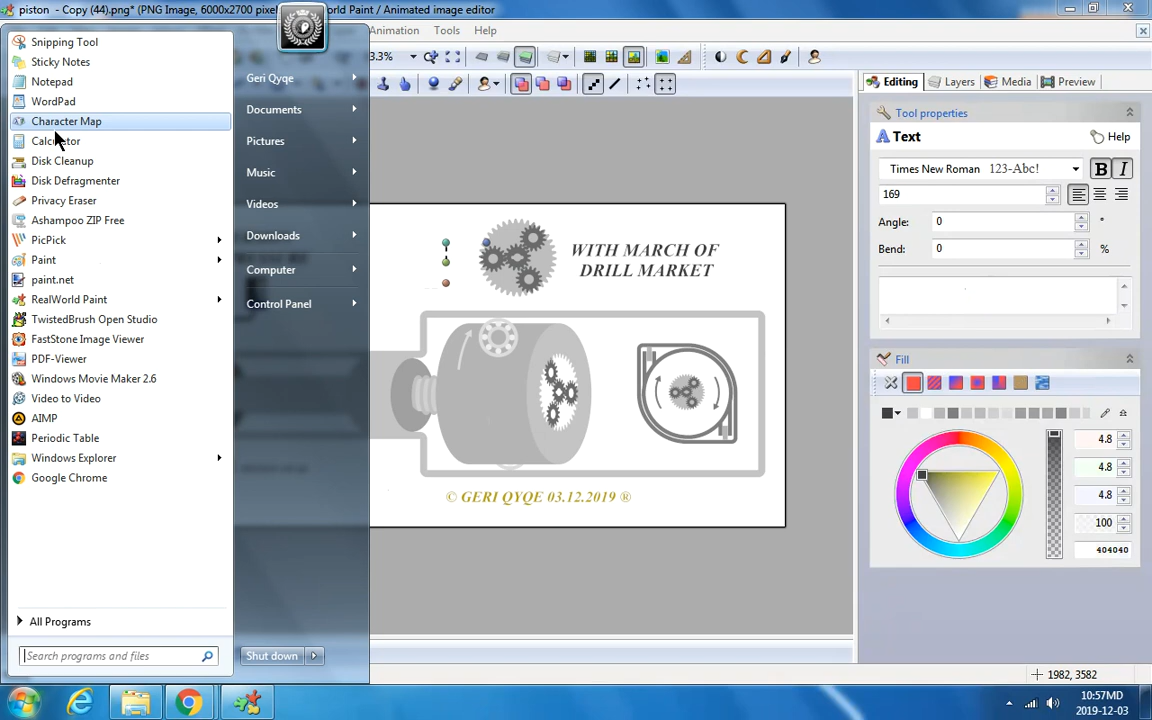 piston - Copy (44).png* (PNG Image, 6000x2700 pixel
ld Paint / Animated image editor
Animation
Tools
Help
3.3%
Snipping Tool
Sticky Notes
Notepad
WordPad
Character Map
Calculator
Disk Cleanup
Disk Defragmenter
Privacy Eraser
Ashampoo ZIP Free
PicPick
Paint
paint.net
RealWorld Paint
TwistedBrush Open Studio
FastStone Image Viewer
PDF-Viewer
Windows Movie Maker 2.6
Video to Video
AIMP
Periodic Table
Windows Explorer
Google Chrome
All Programs
Search programs and files
Geri Qyqe
Documents
Pictures
Music
Videos
Downloads
Computer
Control Panel
Shut down
WITH MARCH OF
DRILL MARKET
© GERI QYQE 03.12.2019 ®
Editing
Layers
Media
Preview
Tool properties
Text
Help
Times New Roman 123-Abc!
B I
169
Angle: 0 °
Bend: 0 %
Fill
4.8
4.8
4.8
100
404040
1982, 3582
10:57MD
2019-12-03